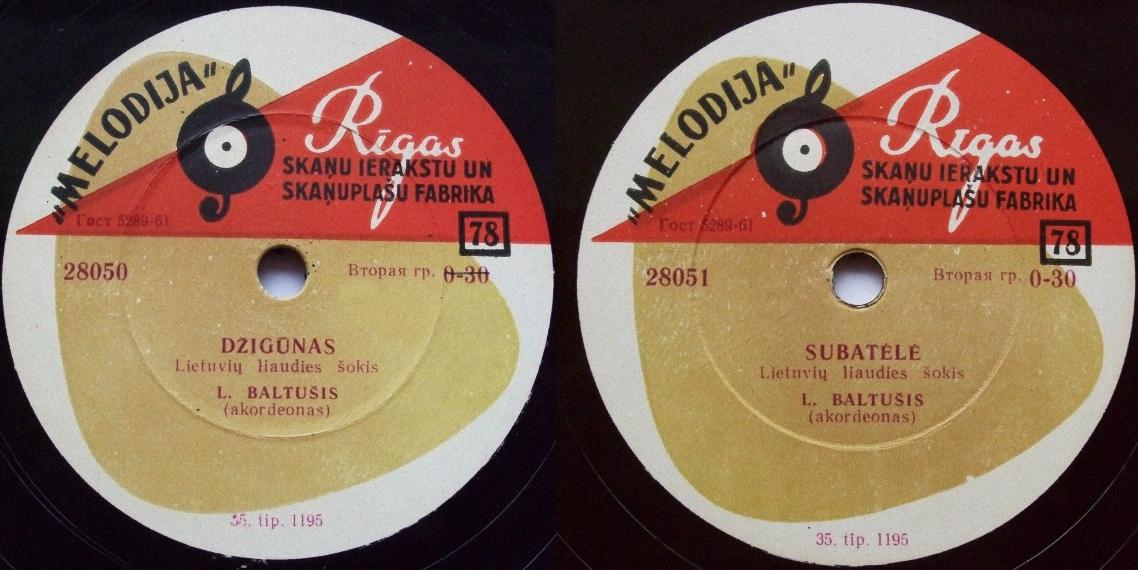 "MELODIJA"
Rīgas
SKAŅU IERAKSTU UN
SKAŅUPLAŠU FABRIKA
Гост 5289-61
78
28050
Вторая гр. 0-30
DŽIGŪNAS
Lietuvių liaudies šokis
L. BALTUŠIS
(akordeonas)
35. tip. 1195
"MELODIJA"
Rīgas
SKAŅU IERAKSTU UN
SKAŅUPLAŠU FABRIKA
Гост 5289-61
78
28051
Вторая гр. 0-30
SUBATĖLĖ
Lietuvių liaudies šokis
L. BALTUŠIS
(akordeonas)
35. tip. 1195